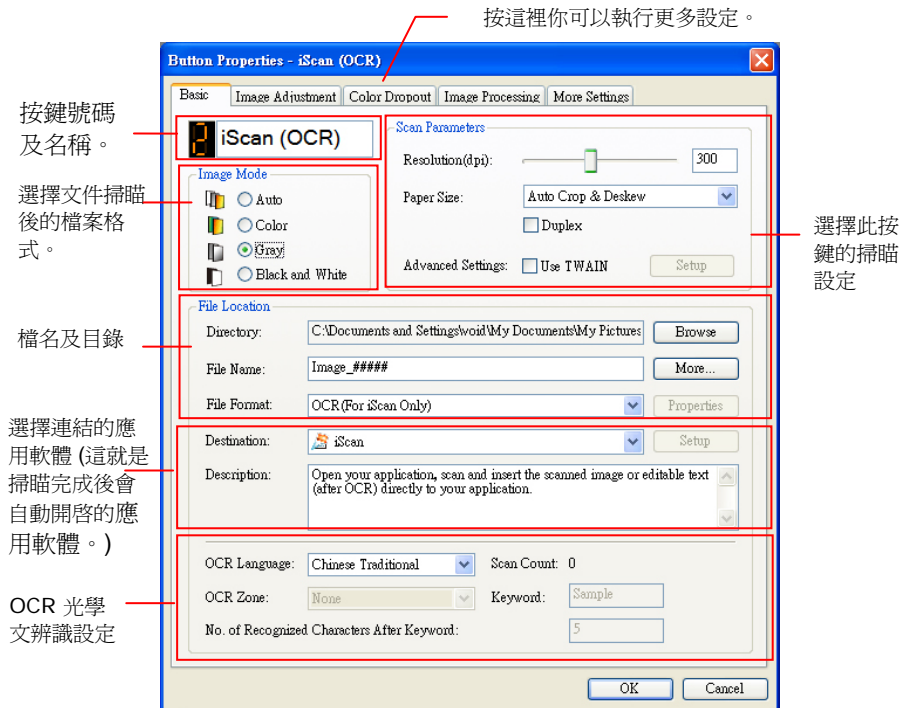 按這裡你可以執行更多設定。
Button Properties - iScan (OCR)
Basic Image Adjustment Color Dropout Image Processing More Settings
按鍵號碼
及名稱。
2 iScan (OCR)
選擇文件掃瞄
後的檔案格
式。
Image Mode
Auto
Color
Gray
Black and White
Scan Parameters
Resolution(dpi): 300
Paper Size: Auto Crop & Deskew
Duplex
Advanced Settings: Use TWAIN Setup
選擇此按
鍵的掃瞄
設定
檔名及目錄
File Location
Directory: C:\Documents and Settings\void\My Documents\My Pictures Browse
File Name: Image_##### More...
File Format: OCR(For iScan Only) Properties
選擇連結的應
用軟體 (這就是
掃瞄完成後會
自動開啓的應
用軟體。)
Destination: iScan Setup
Description: Open your application, scan and insert the scanned image or editable text
(after OCR) directly to your application.
OCR 光學
文辨識設定
OCR Language: Chinese Traditional Scan Count: 0
OCR Zone: None Keyword: Sample
No. of Recognized Characters After Keyword: 5
OK Cancel